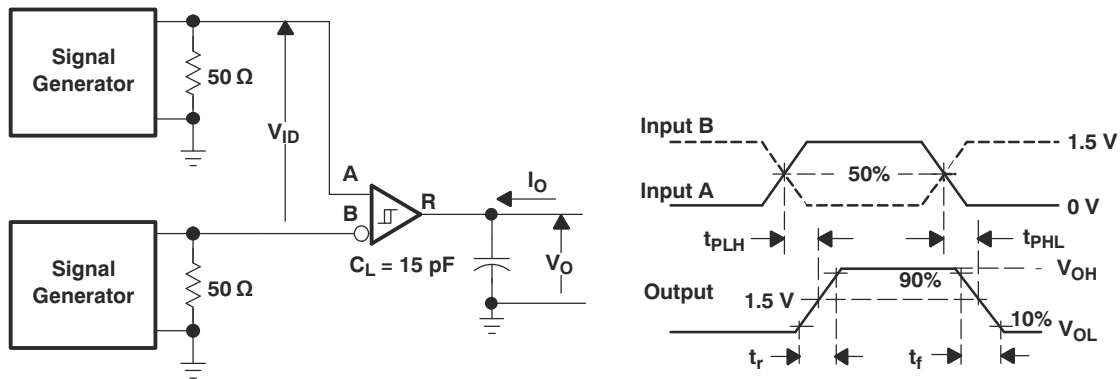 Signal
Generator
50 Ω
V_ID
A
B
R
I_O
C_L = 15 pF
V_O
Signal
Generator
50 Ω
Input B
1.5 V
50%
Input A
0 V
t_PLH
t_PHL
V_OH
90%
Output
1.5 V
10%
V_OL
t_r
t_f